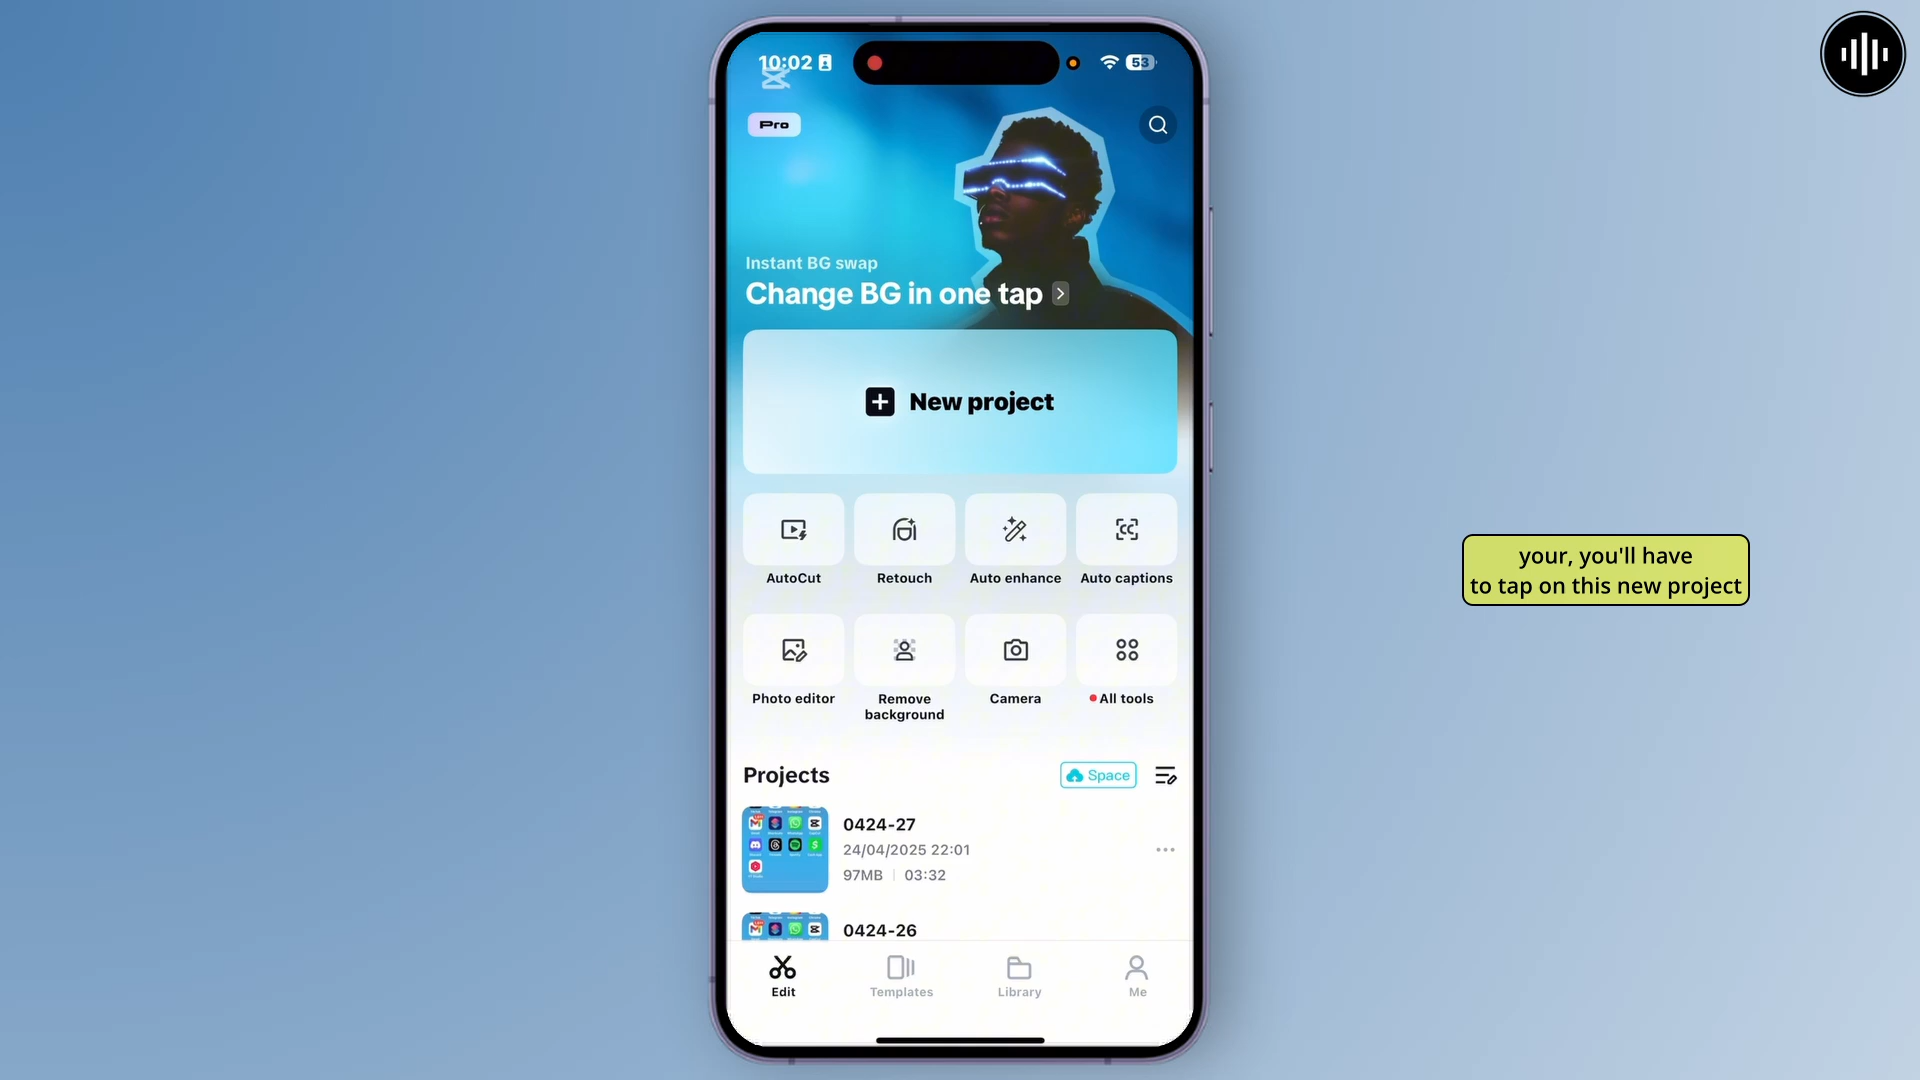 10:02
53
Pro
Instant BG swap
Change BG in one tap
New project
AutoCut
Retouch
Auto enhance
Auto captions
Photo editor
Remove
background
Camera
All tools
your, you'll have
to tap on this new project
Projects
Space
0424-27
24/04/2025 22:01
97MB
03:32
0424-26
Edit
Templates
Library
Me